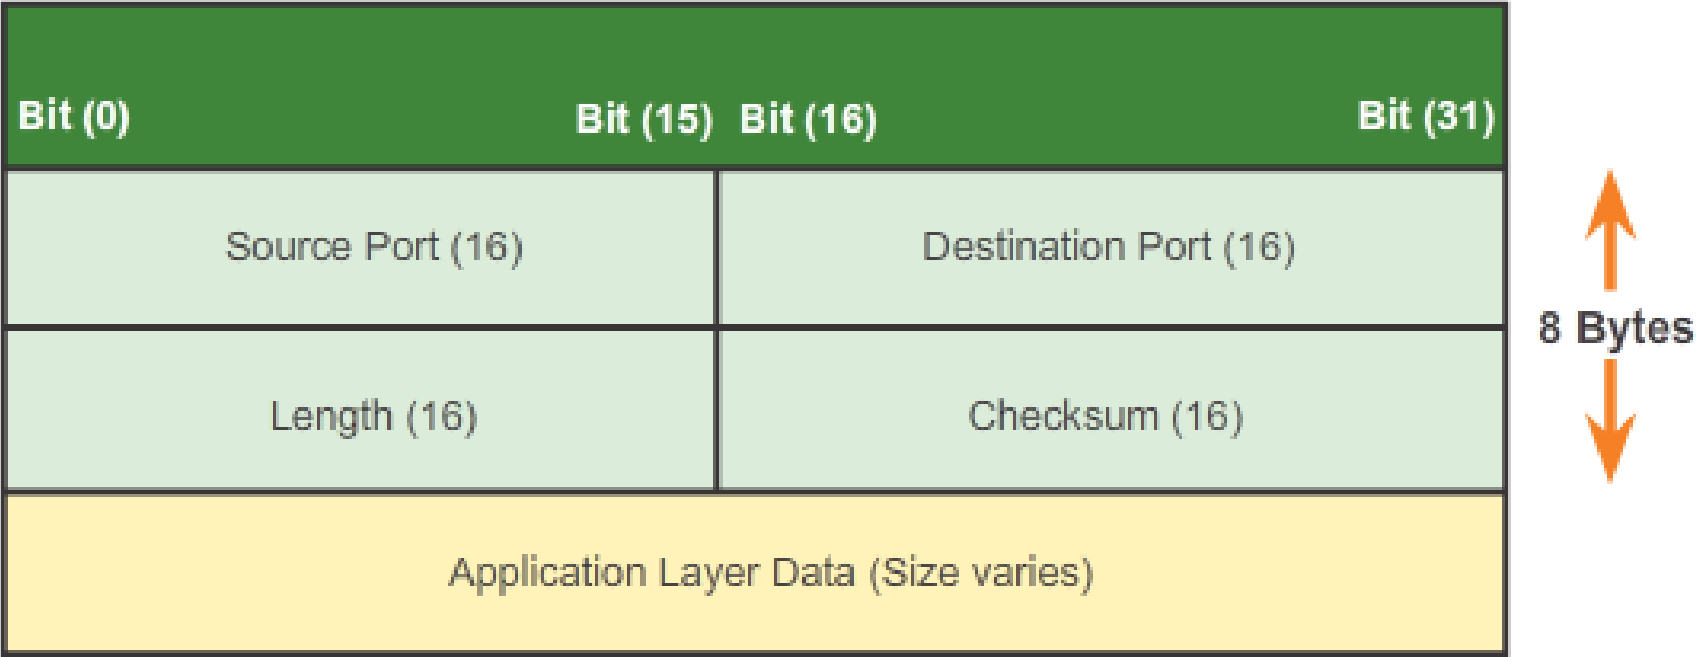 Bit (0) Bit (15) Bit (16) Bit (31)
Source Port (16) Destination Port (16)
8 Bytes
Length (16) Checksum (16)
Application Layer Data (Size varies)